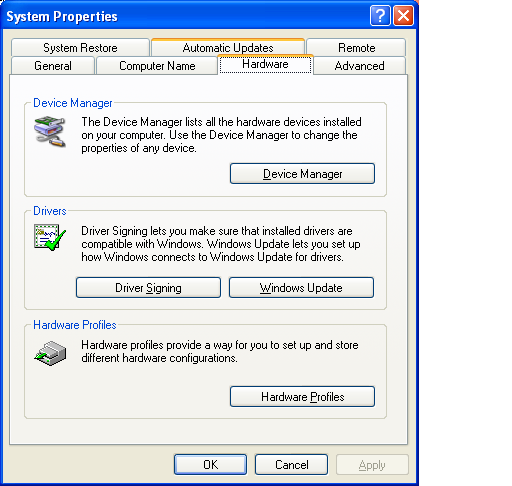 System Properties
System Restore Automatic Updates Remote
General Computer Name Hardware Advanced
Device Manager
The Device Manager lists all the hardware devices installed
on your computer. Use the Device Manager to change the
properties of any device.
Device Manager
Drivers
Driver Signing lets you make sure that installed drivers are
compatible with Windows. Windows Update lets you set up
how Windows connects to Windows Update for drivers.
Driver Signing Windows Update
Hardware Profiles
Hardware profiles provide a way for you to set up and store
different hardware configurations.
Hardware Profiles
OK Cancel Apply